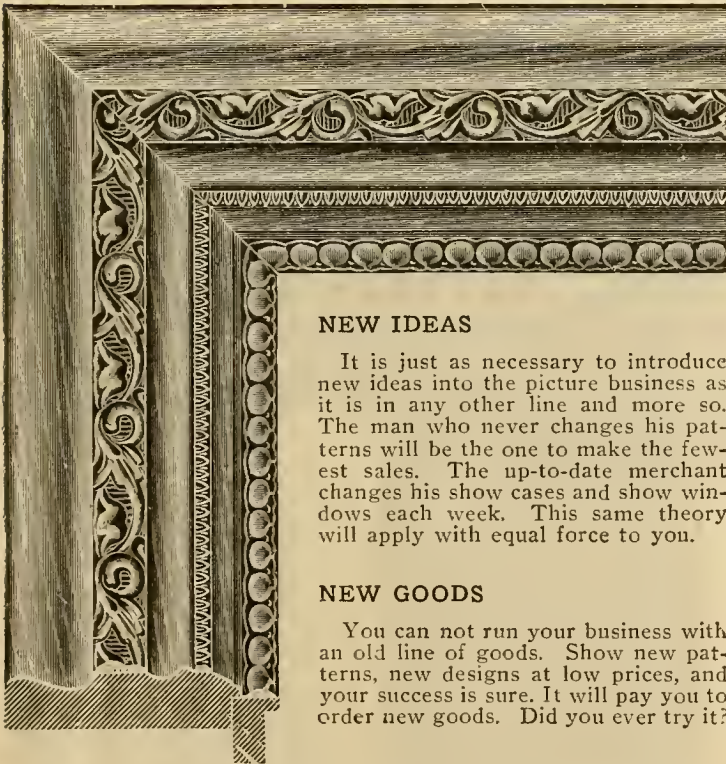 NEW IDEAS
It is just as necessary to introduce
new ideas into the picture business as
it is in any other line and more so.
The man who never changes his pat-
terns will be the one to make the few-
est sales. The up-to-date merchant
changes his show cases and show win-
dows each week. This same theory
will apply with equal force to you.
NEW GOODS
You can not run your business with
an old line of goods. Show new pat-
terns, new designs at low prices, and
your success is sure. It will pay you to
order new goods. Did you ever try it?